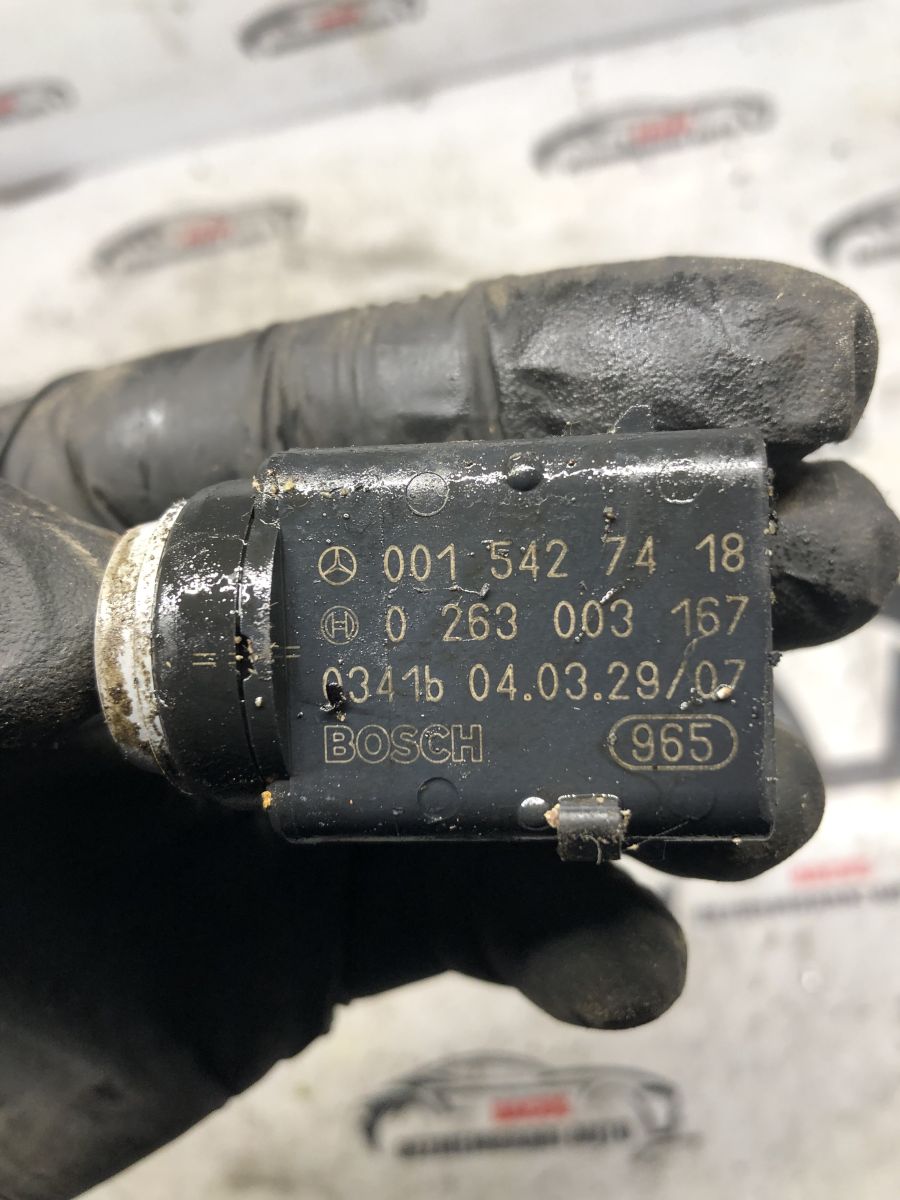 001 542 74 18
0 263 003 167
0341b 04.03.29/07
BOSCH 965